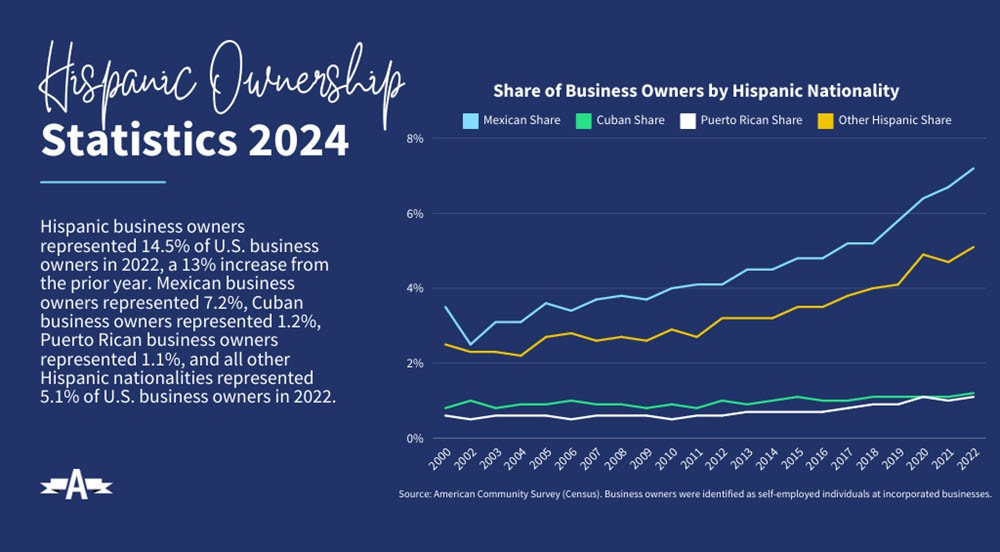 Hispanic Ownership
Statistics 2024
Hispanic business owners
represented 14.5% of U.S. business
owners in 2022, a 13% increase from
the prior year. Mexican business
owners represented 7.2%, Cuban
business owners represented 1.2%,
Puerto Rican business owners
represented 1.1%, and all other
Hispanic nationalities represented
5.1% of U.S. business owners in 2022.
A
Share of Business Owners by Hispanic Nationality
Mexican Share Cuban Share Puerto Rican Share Other Hispanic Share
8%
6%
4%
2%
0%
2000 2002 2003 2004 2005 2006 2007 2008 2009 2010 2011 2012 2013 2014 2015 2016 2017 2018 2019 2020 2021 2022
Source: American Community Survey (Census). Business owners were identified as self-employed individuals at incorporated businesses.